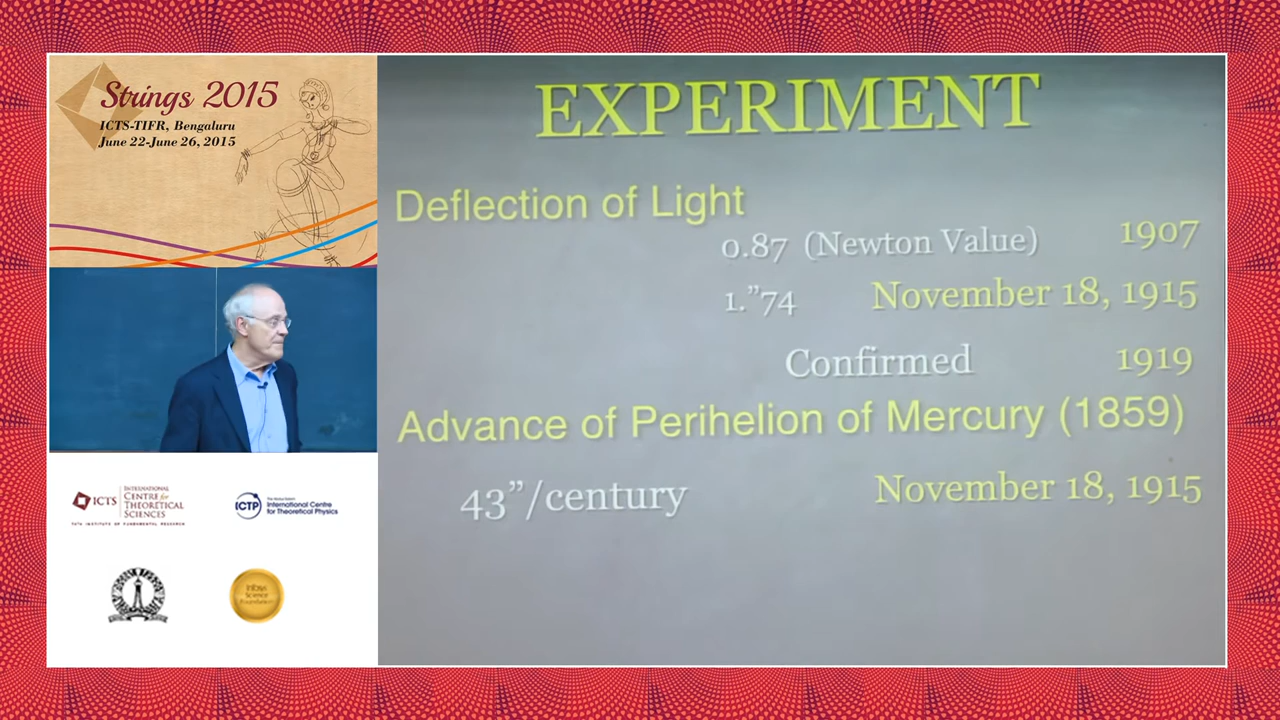 Strings 2015
ICTS-TIFR, Bengaluru
June 22-June 26, 2015
ICTS
INTERNATIONAL
CENTRE for
THEORETICAL
SCIENCES
TATA INSTITUTE OF FUNDAMENTAL RESEARCH
ICTP
International Centre
for Theoretical Physics
Infosys
Science
Foundation
EXPERIMENT
Deflection of Light
0.87 (Newton Value) 1907
1.”74 November 18, 1915
Confirmed 1919
Advance of Perihelion of Mercury (1859)
43”/century November 18, 1915